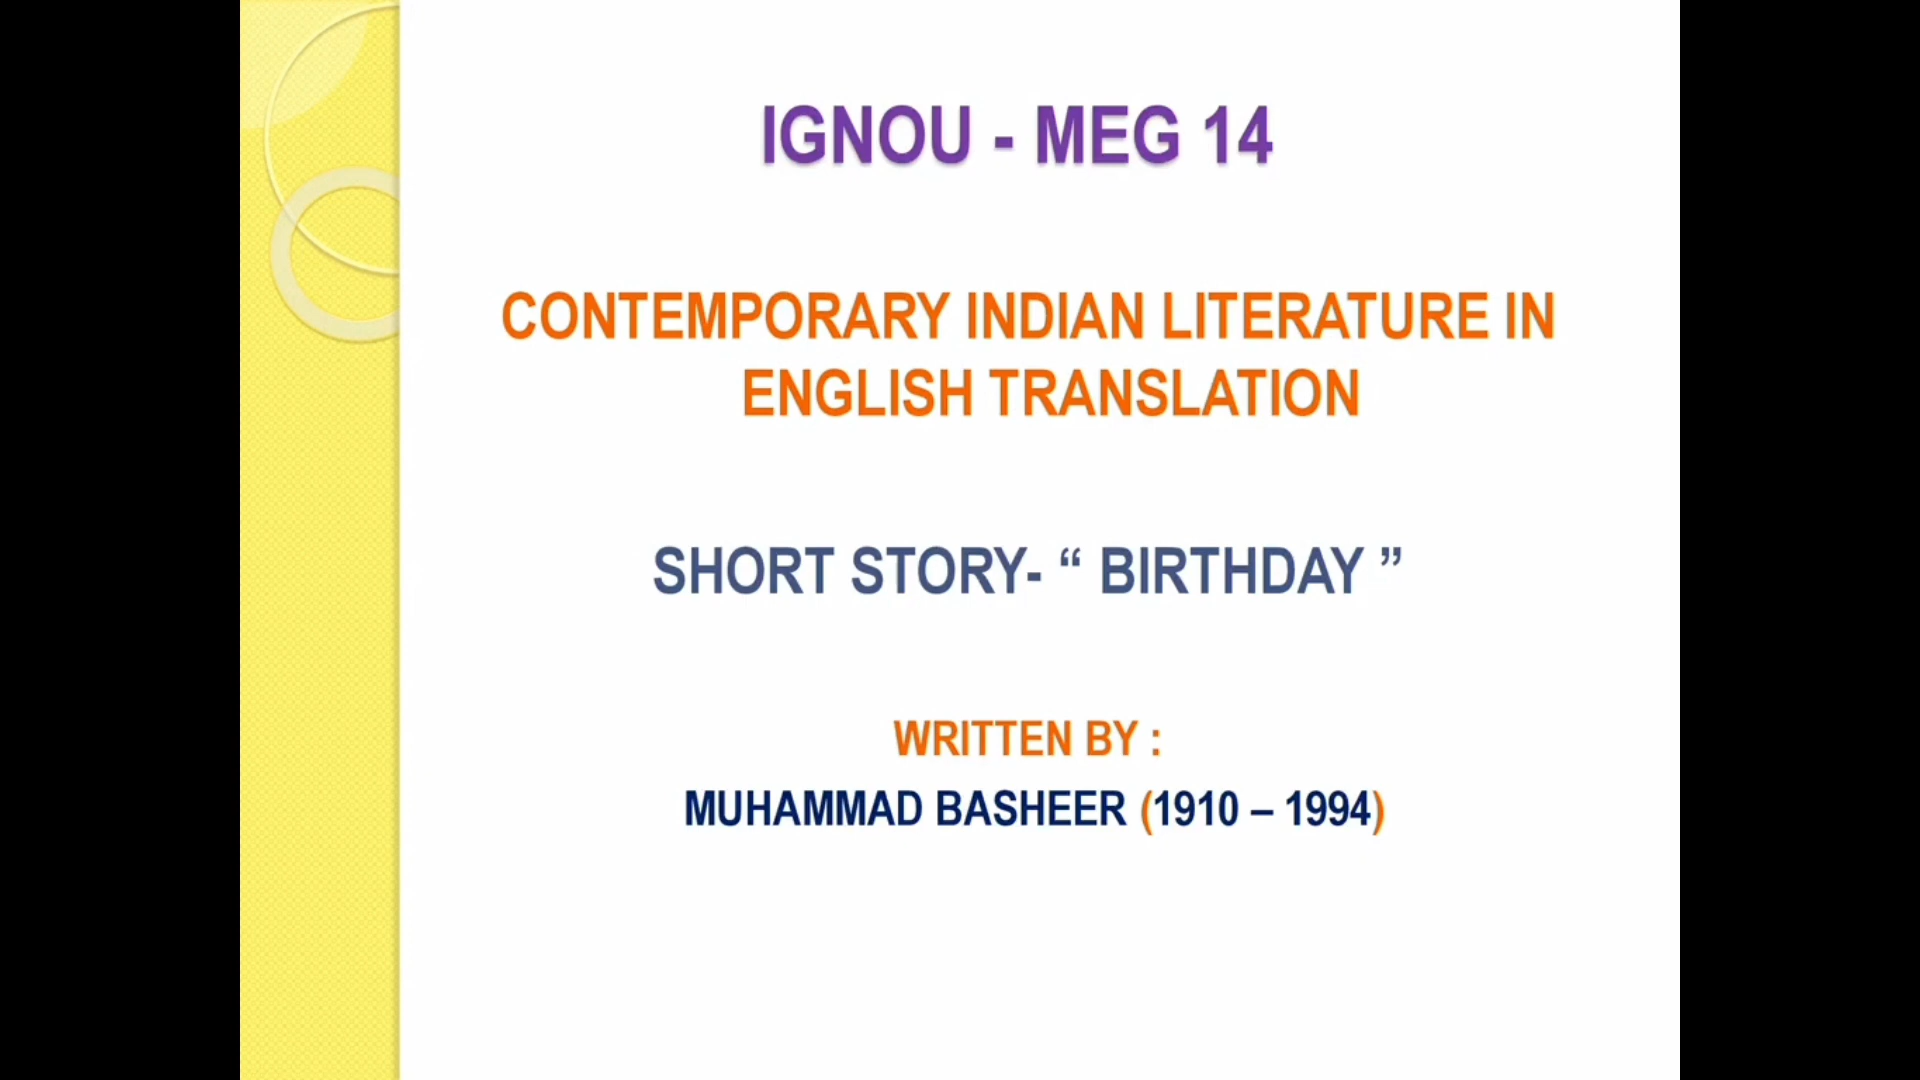 IGNOU - MEG 14
CONTEMPORARY INDIAN LITERATURE IN
ENGLISH TRANSLATION
SHORT STORY- “ BIRTHDAY ”
WRITTEN BY :
MUHAMMAD BASHEER (1910 – 1994)